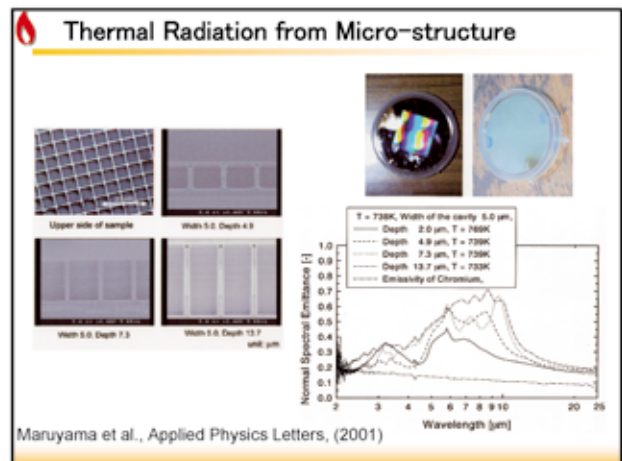 Thermal Radiation from Micro-structure
Upper side of sample
Width 5.0, Depth 4.9
Width 5.0, Depth 7.3
Width 5.0, Depth 13.7
unit: μm
T = 738K, Width of the cavity 5.0 μm,
Depth 2.0 μm, T = 769K
Depth 4.9 μm, T = 739K
Depth 7.3 μm, T = 739K
Depth 13.7 μm, T = 733K
Emissivity of Chromium,
Normal Spectral Emittance [-]
1.0
0.9
0.8
0.7
0.6
0.5
0.4
0.3
0.2
0.1
0.0
2 3 4 5 6 7 8 9 10 20 25
Wavelength [μm]
Maruyama et al., Applied Physics Letters, (2001)